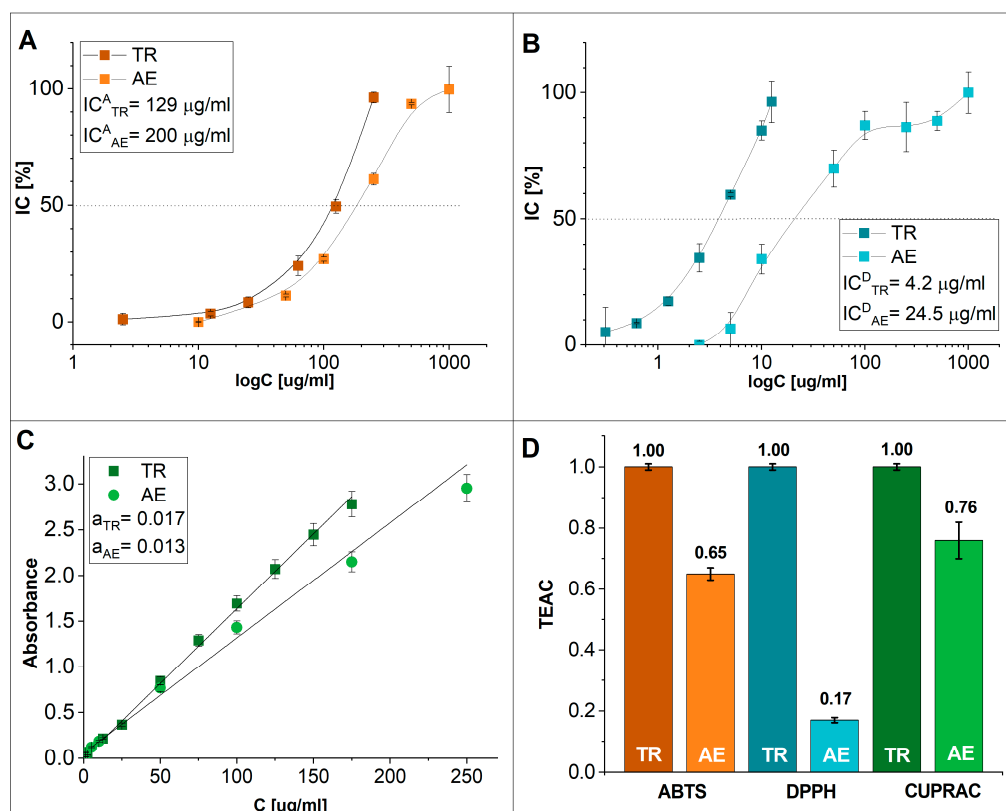 A
TR
AE
IC^A_TR= 129 μg/ml
IC^A_AE= 200 μg/ml
IC [%]
100
50
0
1
10
100
1000
logC [ug/ml]
B
IC [%]
100
50
0
TR
AE
IC^D_TR= 4.2 μg/ml
IC^D_AE= 24.5 μg/ml
1
10
100
1000
logC [ug/ml]
C
TR
AE
a_TR= 0.017
a_AE= 0.013
Absorbance
3.0
2.5
2.0
1.5
1.0
0.5
0.0
0
50
100
150
200
250
C [ug/ml]
D
TEAC
1.0
0.8
0.6
0.4
0.2
0.0
1.00
0.65
1.00
0.17
1.00
0.76
TR
AE
TR
AE
TR
AE
ABTS
DPPH
CUPRAC